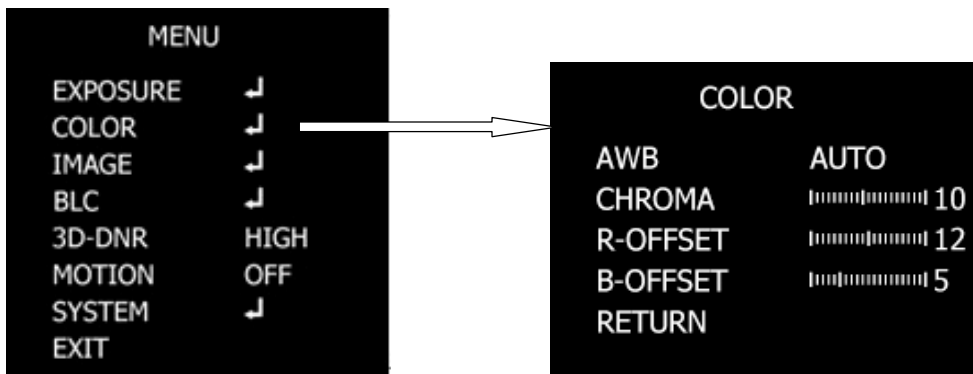 MENU
EXPOSURE ↲
COLOR ↲
IMAGE ↲
BLC ↲
3D-DNR HIGH
MOTION OFF
SYSTEM ↲
EXIT
COLOR
AWB AUTO
CHROMA 10
R-OFFSET 12
B-OFFSET 5
RETURN